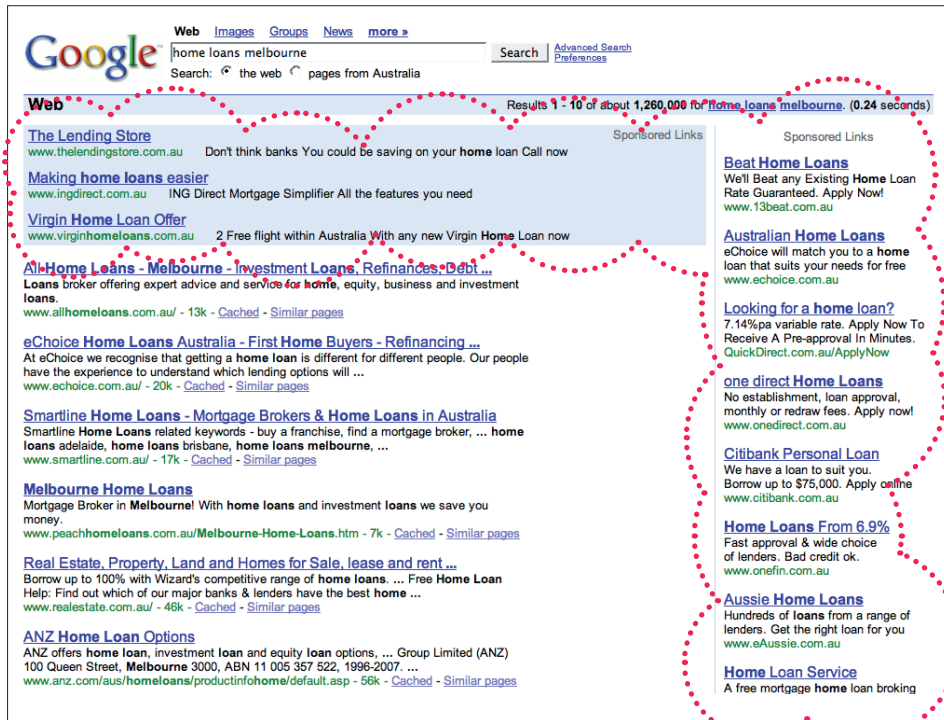 Web Images Groups News more »
Google™
home loans melbourne Search Advanced Search
Preferences
Search: the web pages from Australia
Web Results 1 - 10 of about 1,260,000 for home loans melbourne. (0.24 seconds)
The Lending Store Sponsored Links
www.thelendingstore.com.au Don't think banks You could be saving on your home loan Call now
Making home loans easier
www.ingdirect.com.au ING Direct Mortgage Simplifier All the features you need
Virgin Home Loan Offer
www.virginhomeloans.com.au 2 Free flight within Australia With any new Virgin Home Loan now
All Home Loans - Melbourne - Investment Loans, Refinances, Debt ...
Loans broker offering expert advice and service for home, equity, business and investment
loans.
www.allhomeloans.com.au/ - 13k - Cached - Similar pages
eChoice Home Loans Australia - First Home Buyers - Refinancing ...
At eChoice we recognise that getting a home loan is different for different people. Our people
have the experience to understand which lending options will ...
www.echoice.com.au/ - 20k - Cached - Similar pages
Smartline Home Loans - Mortgage Brokers & Home Loans in Australia
Smartline Home Loans related keywords - buy a franchise, find a mortgage broker, ... home
loans adelaide, home loans brisbane, home loans melbourne, ...
www.smartline.com.au/ - 17k - Cached - Similar pages
Melbourne Home Loans
Mortgage Broker in Melbourne! With home loans and investment loans we save you
money.
www.peachhomeloans.com.au/Melbourne-Home-Loans.htm - 7k - Cached - Similar pages
Real Estate, Property, Land and Homes for Sale, lease and rent ...
Borrow up to 100% with Wizard's competitive range of home loans. ... Free Home Loan
Help: Find out which of our major banks & lenders have the best home ...
www.realestate.com.au/ - 46k - Cached - Similar pages
ANZ Home Loan Options
ANZ offers home loan, investment loan and equity loan options, ... Group Limited (ANZ)
100 Queen Street, Melbourne 3000, ABN 11 005 357 522, 1996-2007. ...
www.anz.com/aus/homeloans/productinfohome/default.asp - 56k - Cached - Similar pages
Sponsored Links
Beat Home Loans
We'll Beat any Existing Home Loan
Rate Guaranteed. Apply Now!
www.13beat.com.au
Australian Home Loans
eChoice will match you to a home
loan that suits your needs for free
www.echoice.com.au
Looking for a home loan?
7.14%pa variable rate. Apply Now To
Receive A Pre-approval In Minutes.
QuickDirect.com.au/ApplyNow
one direct Home Loans
No establishment, loan approval,
monthly or redraw fees. Apply now!
www.onedirect.com.au
Citibank Personal Loan
We have a loan to suit you.
Borrow up to $75,000. Apply online
www.citibank.com.au
Home Loans From 6.9%
Fast approval & wide choice
of lenders. Bad credit ok.
www.onefin.com.au
Aussie Home Loans
Hundreds of loans from a range of
lenders. Get the right loan for you
www.eAussie.com.au
Home Loan Service
A free mortgage home loan broking